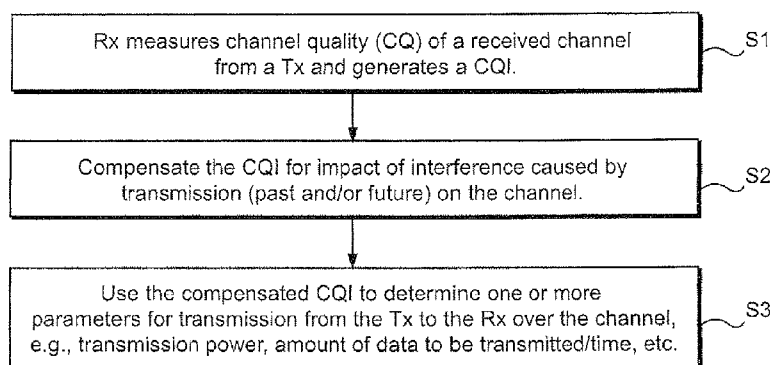 Rx measures channel quality (CQ) of a received channel
from a Tx and generates a CQI.
S1
Compensate the CQI for impact of interference caused by
transmission (past and/or future) on the channel.
S2
Use the compensated CQI to determine one or more
parameters for transmission from the Tx to the Rx over the channel,
e.g., transmission power, amount of data to be transmitted/time, etc.
S3